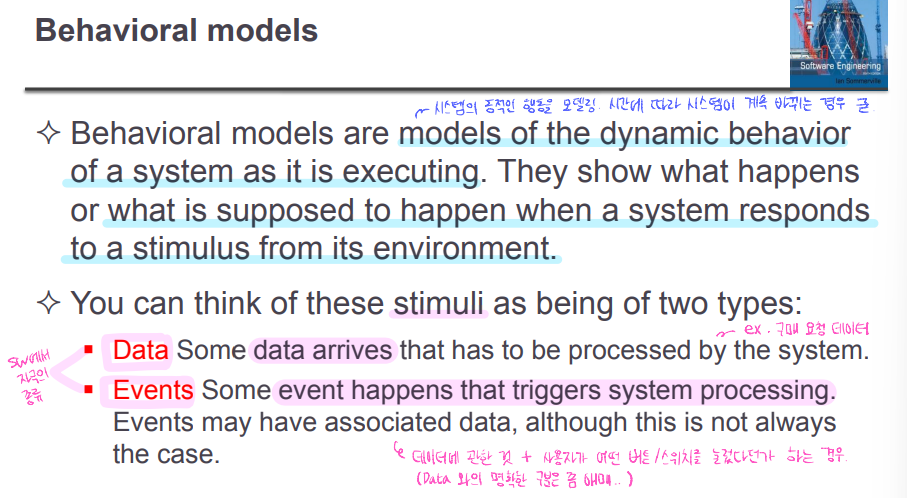 Behavioral models
Software Engineering
Ian Sommerville
시스템의 동적인 행동을 모델링. 시간에 따라 시스템이 계속 바뀌는 경우
✧ Behavioral models are models of the dynamic behavior
of a system as it is executing. They show what happens
or what is supposed to happen when a system responds
to a stimulus from its environment.
✧ You can think of these stimuli as being of two types:
ex. 구매 요청 데이터
SW에서
자극의
종류
▪ Data Some data arrives that has to be processed by the system.
▪ Events Some event happens that triggers system processing.
Events may have associated data, although this is not always
the case.
데이터에 관한 것 + 사용자가 어떤 버튼/스위치를 눌렀다던가 하는 경우.
(Data 와의 명확한 구분은 좀 애매..)